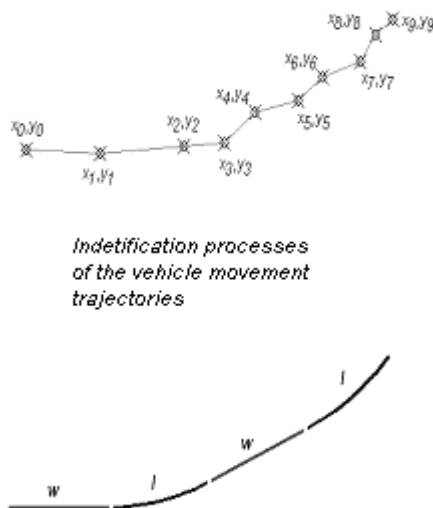 x8,y8
x9,y9
x6,y6
x7,y7
x4,y4
x5,y5
x2,y2
x0,y0
x3,y3
x1,y1
Indetification processes
of the vehicle movement
trajectories
l
w
l
w